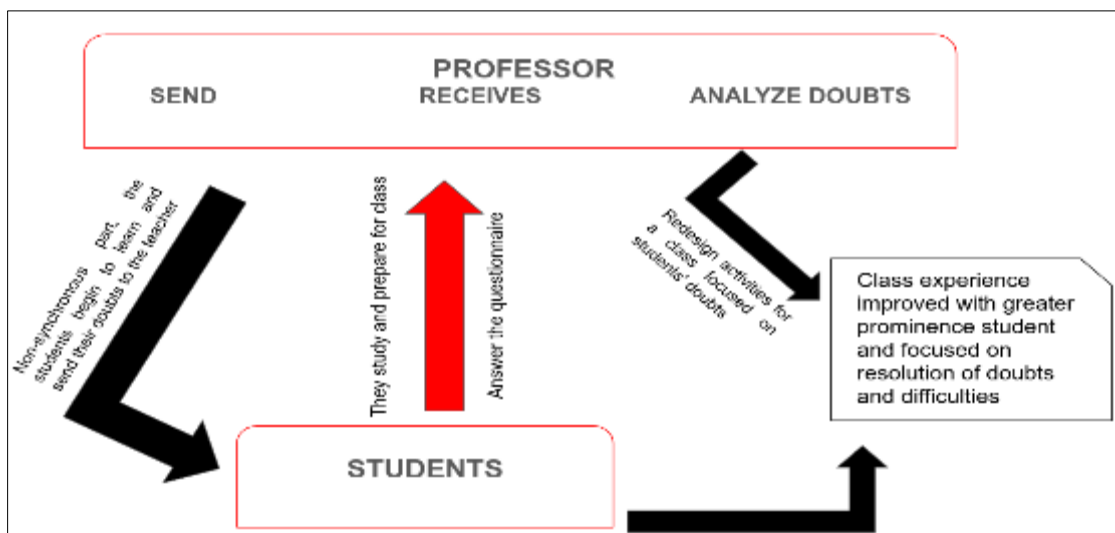 PROFESSOR
SEND RECEIVES ANALYZE DOUBTS
Non-synchronous part, the
students begin to learn and
send their doubts to the teacher
They study and prepare for class
Answer the questionnaire
Redesign activities for
a class focused on
students' doubts
Class experience
improved with greater
prominence student
and focused on
resolution of doubts
and difficulties
STUDENTS